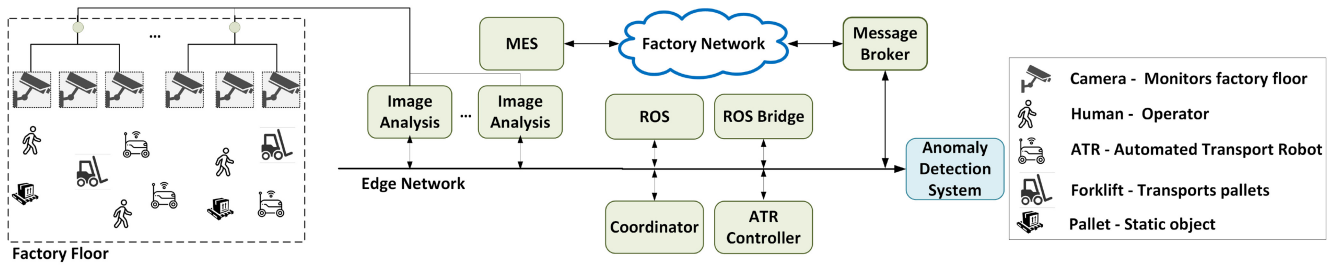 ...
MES
Factory Network
Message
Broker
Image
Analysis
...
Image
Analysis
ROS
ROS Bridge
Edge Network
Anomaly
Detection
System
Coordinator
ATR
Controller
Factory Floor
Camera - Monitors factory floor
Human - Operator
ATR - Automated Transport Robot
Forklift - Transports pallets
Pallet - Static object